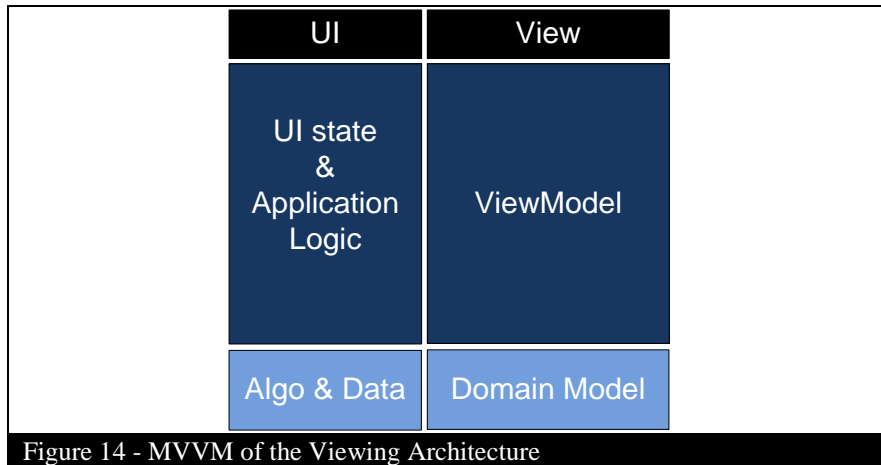 UI
View
UI state
&
Application
Logic
ViewModel
Algo & Data
Domain Model
Figure 14 - MVVM of the Viewing Architecture